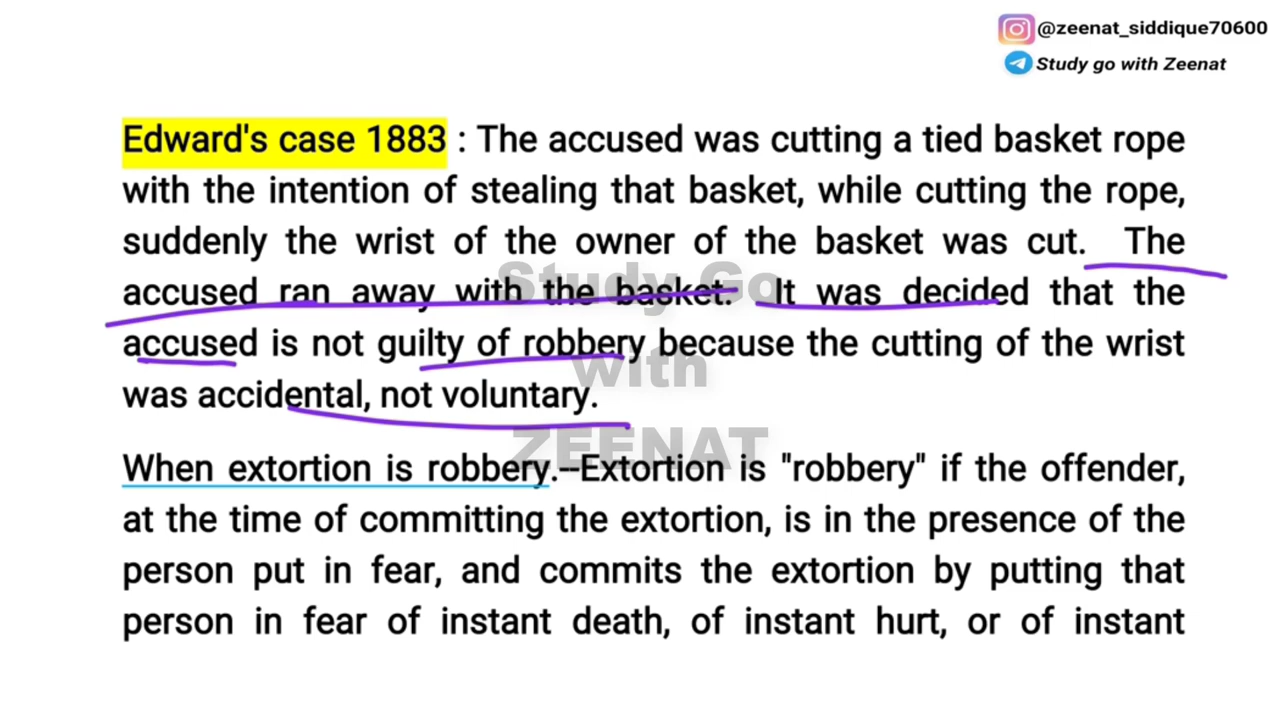 @zeenat_siddique70600
Study go with Zeenat
Edward's case 1883 : The accused was cutting a tied basket rope
with the intention of stealing that basket, while cutting the rope,
suddenly the wrist of the owner of the basket was cut. The
accused ran away with the basket. It was decided that the
accused is not guilty of robbery because the cutting of the wrist
was accidental, not voluntary.
When extortion is robbery.--Extortion is "robbery" if the offender,
at the time of committing the extortion, is in the presence of the
person put in fear, and commits the extortion by putting that
person in fear of instant death, of instant hurt, or of instant
Study Go
with
ZEENAT